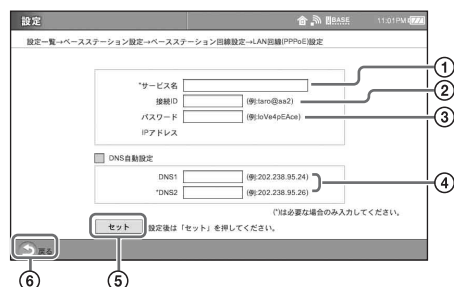 設定
BASE 11:01PM
設定一覧→ベースステーション設定→ベースステーション回線設定→LAN回線(PPPoE)設定
*サービス名
接続ID (例:taro@aa2)
パスワード (例:loVe4pEAce)
IPアドレス
DNS自動設定
DNS1 (例:202.238.95.24)
*DNS2 (例:202.238.95.26)
(*)は必要な場合のみ入力してください。
セット 設定後は「セット」を押してください。
戻る
1
2
3
4
5
6